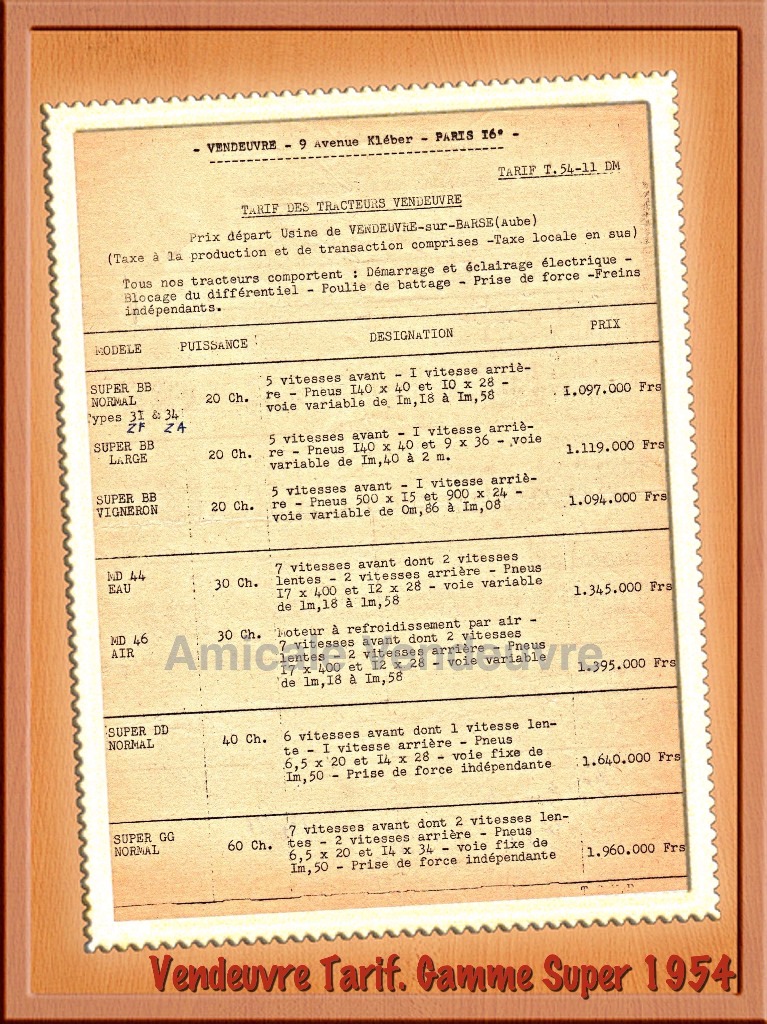 - VENDEUVRE - 9 Avenue Kléber - PARIS I6° -
TARIF T.54-11 DM
TARIF DES TRACTEURS VENDEUVRE
Prix départ Usine de VENDEUVRE-sur-BARSE(Aube)
(Taxe à la production et de transaction comprises -Taxe locale en sus)
Tous nos tracteurs comportent : Démarrage et éclairage électrique -
Blocage du différentiel - Poulie de battage - Prise de force -Freins
indépendants.
MODELE PUISSANCE DESIGNATION PRIX
SUPER BB
NORMAL
Types 3I & 34
ZF ZA
20 Ch.
5 vitesses avant - I vitesse arriè-
re - Pneus I40 x 40 et I0 x 28 -
voie variable de Im,I8 à Im,58
I.097.000 Frs
SUPER BB
LARGE
20 Ch.
5 vitesses avant - I vitesse arriè-
re - Pneus I40 x 40 et 9 x 36 - voie
variable de Im,40 à 2 m.
1.119.000 Frs
SUPER BB
VIGNERON
20 Ch.
5 vitesses avant - I vitesse arriè-
re - Pneus 500 x I5 et 900 x 24 -
voie variable de 0m,86 à Im,08
1.094.000 Frs
MD 44
EAU
30 Ch.
7 vitesses avant dont 2 vitesses
lentes - 2 vitesses arrière - Pneus
I7 x 400 et I2 x 28 - voie variable
de 1m,18 à 1m,58
1.345.000 Frs
MD 46
AIR
30 Ch.
Moteur à refroidissement par air -
7 vitesses avant dont 2 vitesses
lentes - 2 vitesses arrière - Pneus
I7 x 400 et I2 x 28 - voie variable
de 1m,I8 à Im,58
1.395.000 Frs
Amicale Vendeuvre
SUPER DD
NORMAL
40 Ch.
6 vitesses avant dont 1 vitesse len-
te - I vitesse arrière - Pneus
6,5 x 20 et I4 x 28 - voie fixe de
Im,50 - Prise de force ihdépendante
1.640.000 Frs
SUPER GG
NORMAL
60 Ch.
7 vitesses avant dont 2 vitesses len-
tes - 2 vitesses arrière - Pneus
6,5 x 20 et I4 x 34 - voie fixe de
Im,50 - Prise de force indépendante
1.960.000 Frs
Vendeuvre Tarif. Gamme Super 1954